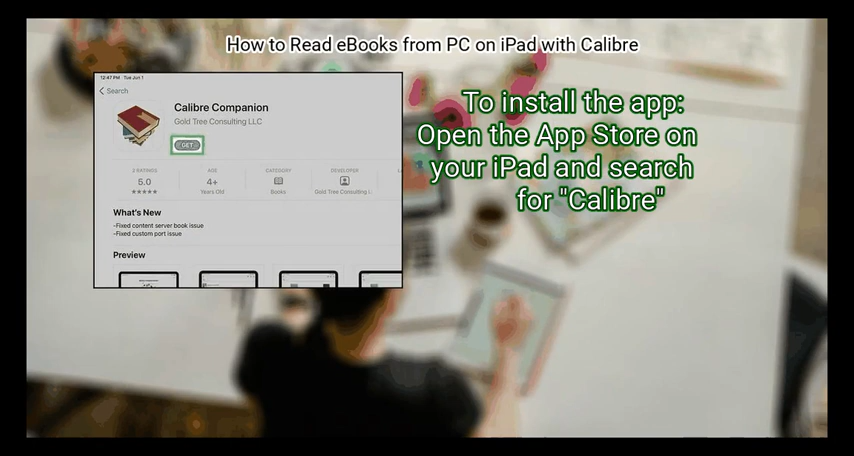 How to Read eBooks from PC on iPad with Calibre
12:47 PM Tue Jun 1
Search
Calibre Companion
Gold Tree Consulting LLC
GET
2 RATINGS
AGE
CATEGORY
DEVELOPER
5.0
4+
★★★★★
Years Old
Books
Gold Tree Consulting L
What's New
-Fixed content server book issue
-Fixed custom port issue
Preview
To install the app:
Open the App Store on
your iPad and search
for "Calibre"